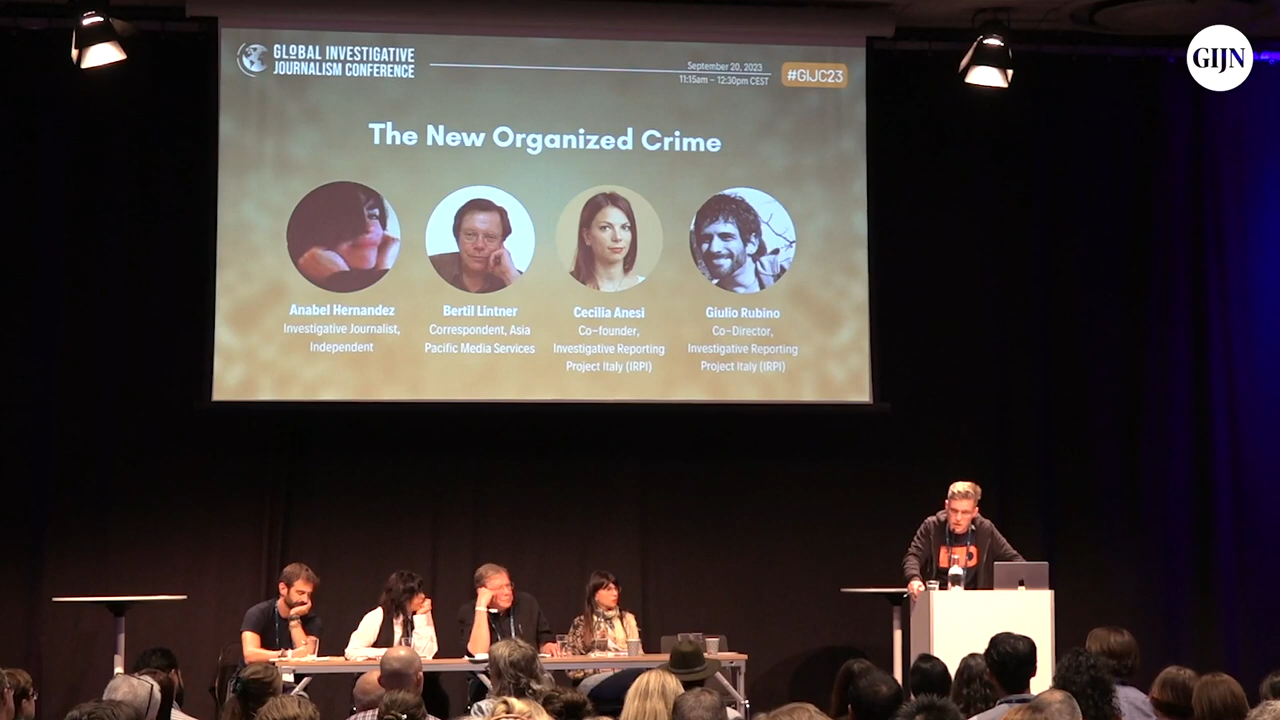 GLOBAL INVESTIGATIVE
JOURNALISM CONFERENCE
September 20, 2023
11:15am – 12:30pm CEST
#GIJC23
GIJN
The New Organized Crime
Anabel Hernandez
Investigative Journalist,
Independent
Bertil Lintner
Correspondent, Asia
Pacific Media Services
Cecilia Anesi
Co-founder,
Investigative Reporting
Project Italy (IRPI)
Giulio Rubino
Co-Director,
Investigative Reporting
Project Italy (IRPI)